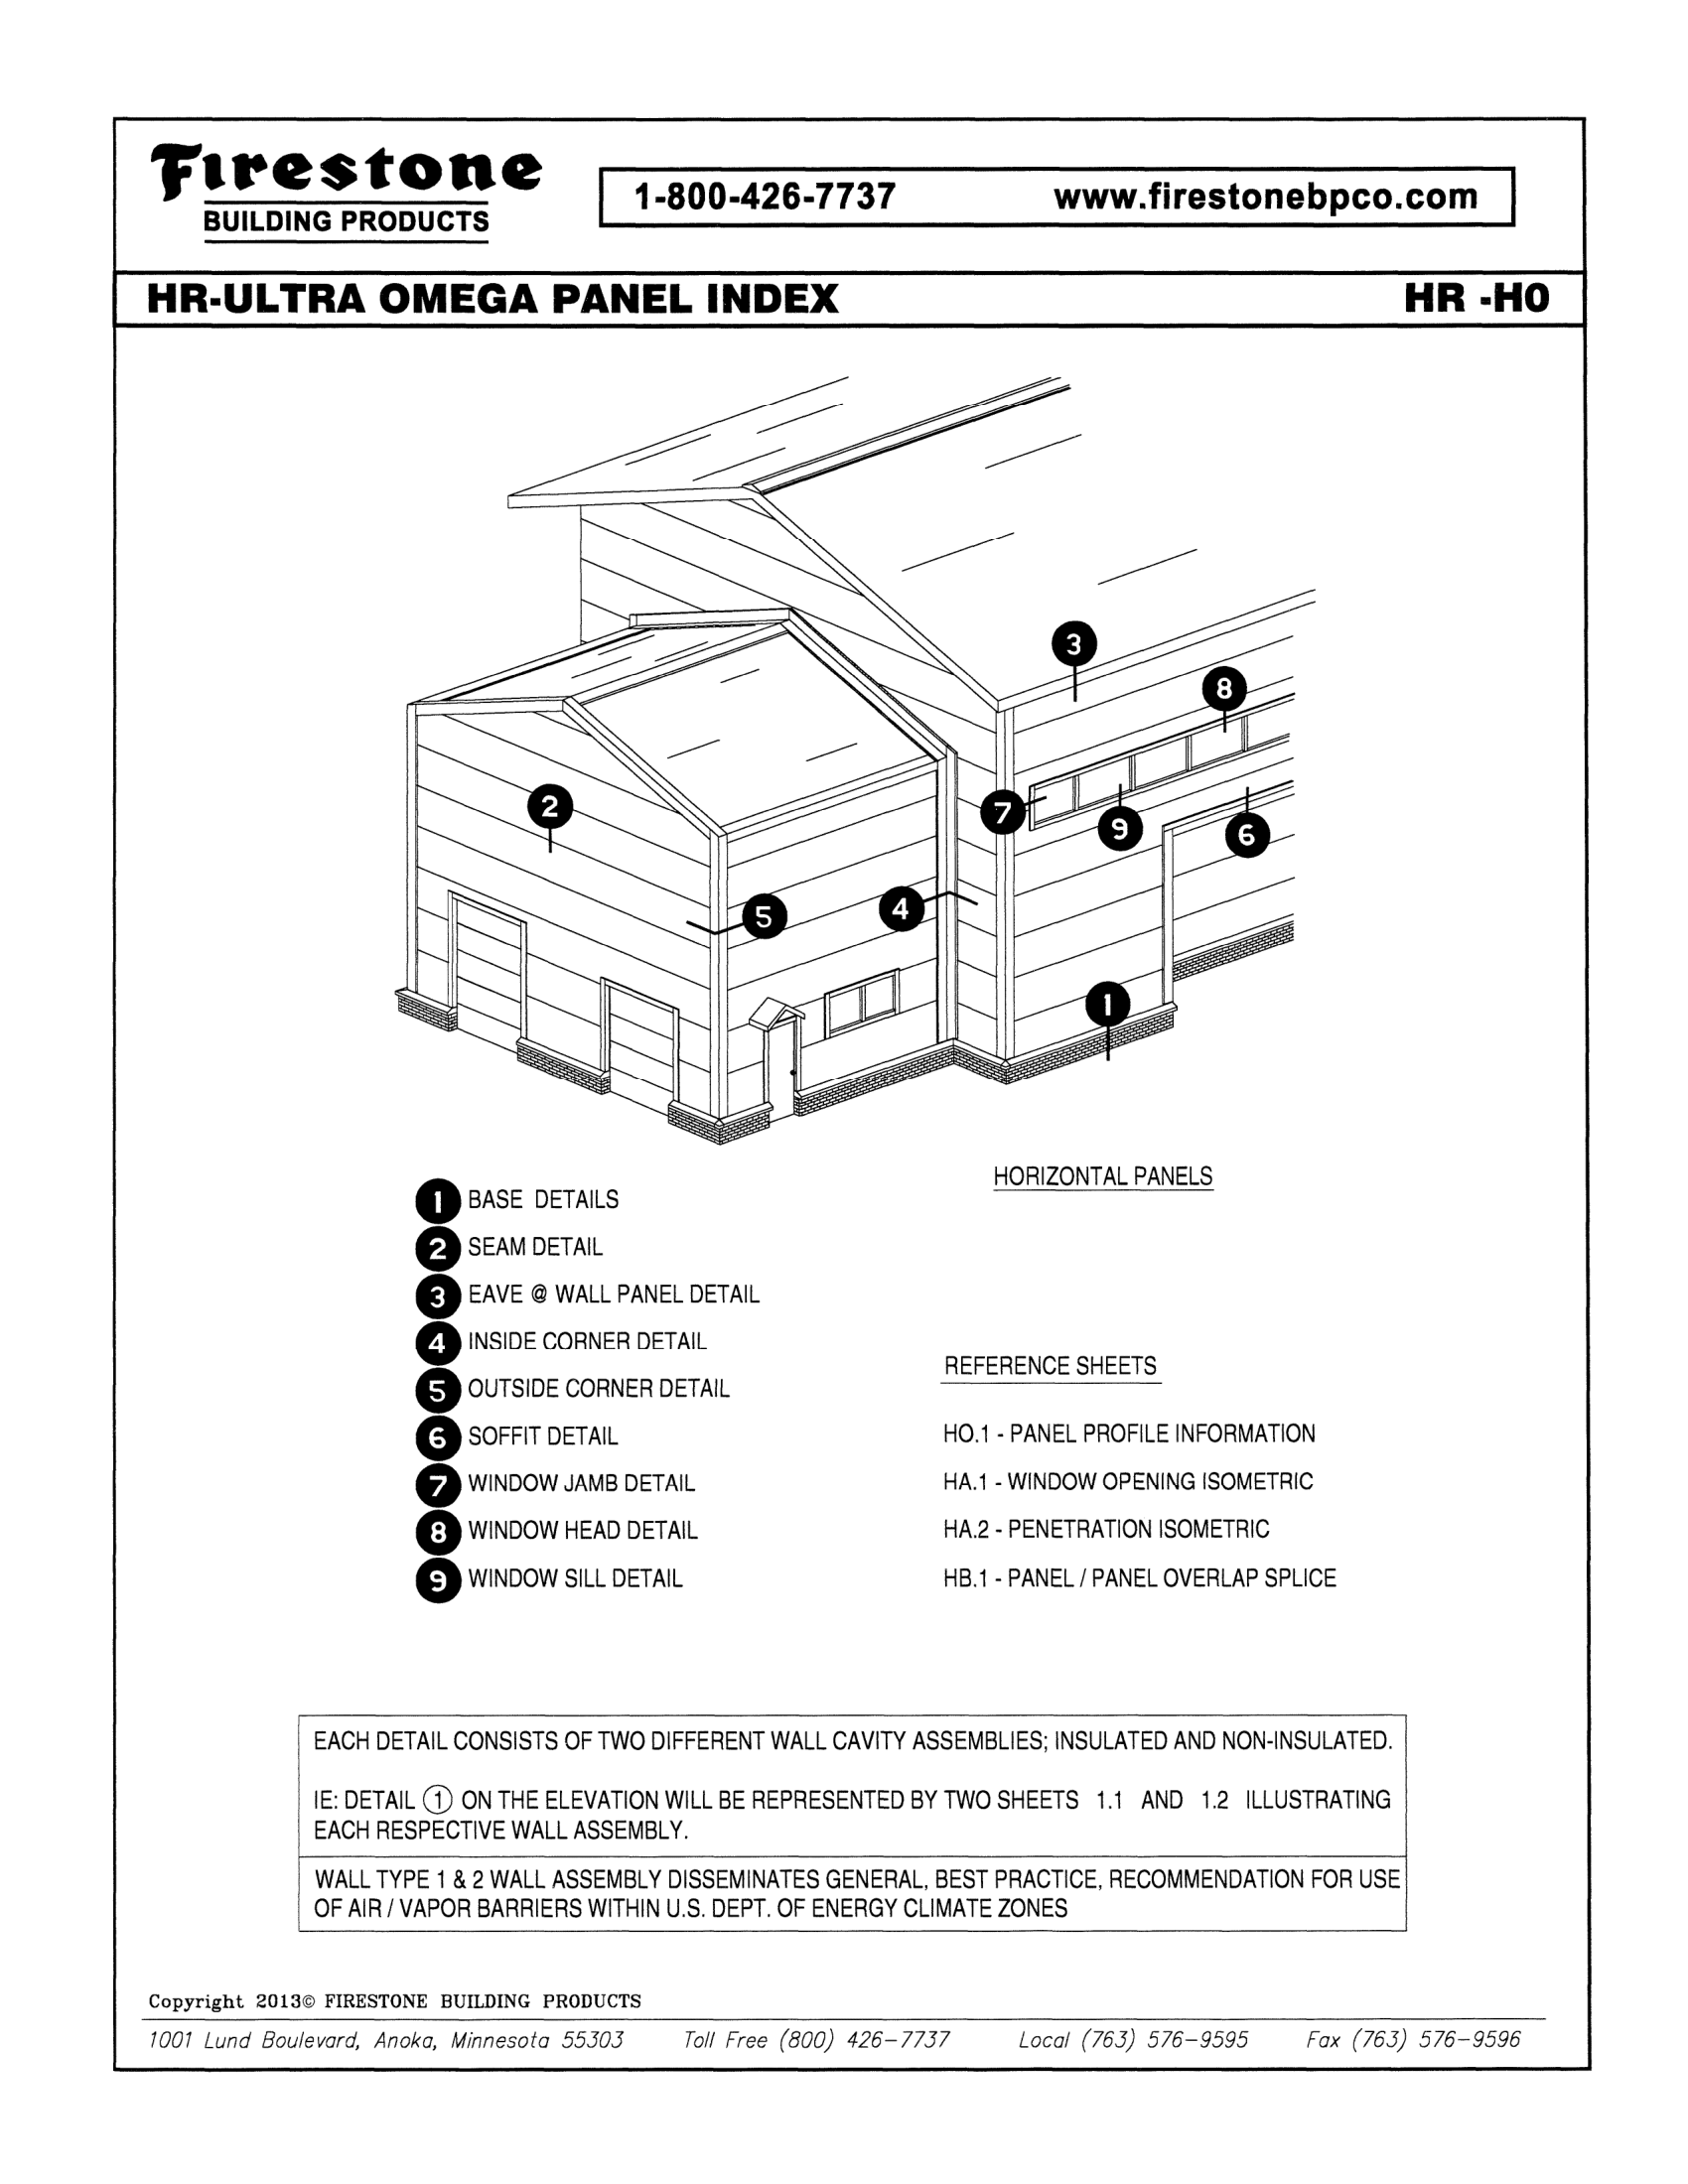 Firestone
BUILDING PRODUCTS
1-800-426-7737 www.firestonebpco.com
HR-ULTRA OMEGA PANEL INDEX HR -H0
3
8
2
7
9
6
5
4
1
HORIZONTAL PANELS
1 BASE DETAILS
2 SEAM DETAIL
3 EAVE @ WALL PANEL DETAIL
4 INSIDE CORNER DETAIL
5 OUTSIDE CORNER DETAIL
6 SOFFIT DETAIL
7 WINDOW JAMB DETAIL
8 WINDOW HEAD DETAIL
9 WINDOW SILL DETAIL
REFERENCE SHEETS
HO.1 - PANEL PROFILE INFORMATION
HA.1 - WINDOW OPENING ISOMETRIC
HA.2 - PENETRATION ISOMETRIC
HB.1 - PANEL / PANEL OVERLAP SPLICE
EACH DETAIL CONSISTS OF TWO DIFFERENT WALL CAVITY ASSEMBLIES; INSULATED AND NON-INSULATED.
IE: DETAIL 1 ON THE ELEVATION WILL BE REPRESENTED BY TWO SHEETS 1.1 AND 1.2 ILLUSTRATING
EACH RESPECTIVE WALL ASSEMBLY.
WALL TYPE 1 & 2 WALL ASSEMBLY DISSEMINATES GENERAL, BEST PRACTICE, RECOMMENDATION FOR USE
OF AIR / VAPOR BARRIERS WITHIN U.S. DEPT. OF ENERGY CLIMATE ZONES
Copyright 2013© FIRESTONE BUILDING PRODUCTS
1001 Lund Boulevard, Anoka, Minnesota 55303 Toll Free (800) 426-7737 Local (763) 576-9595 Fax (763) 576-9596